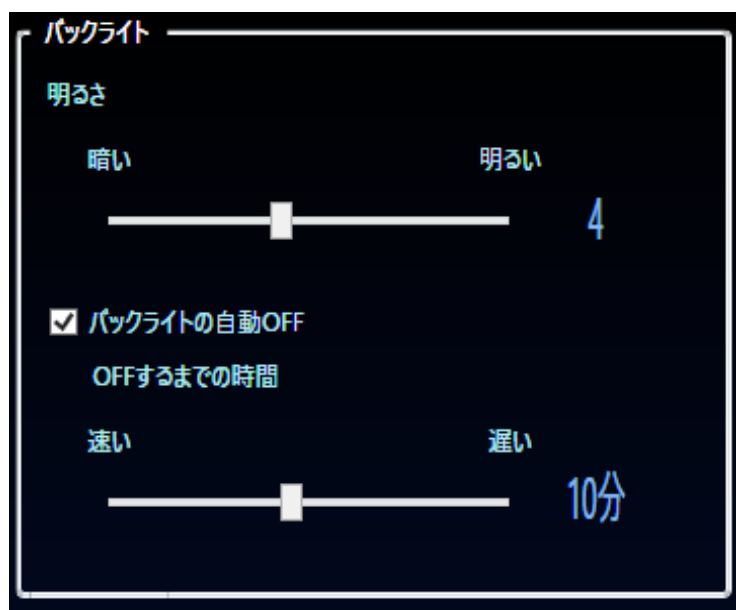 バックライト
明るさ
暗い 明るい
4
バックライトの自動OFF
OFFするまでの時間
速い 遅い
10分